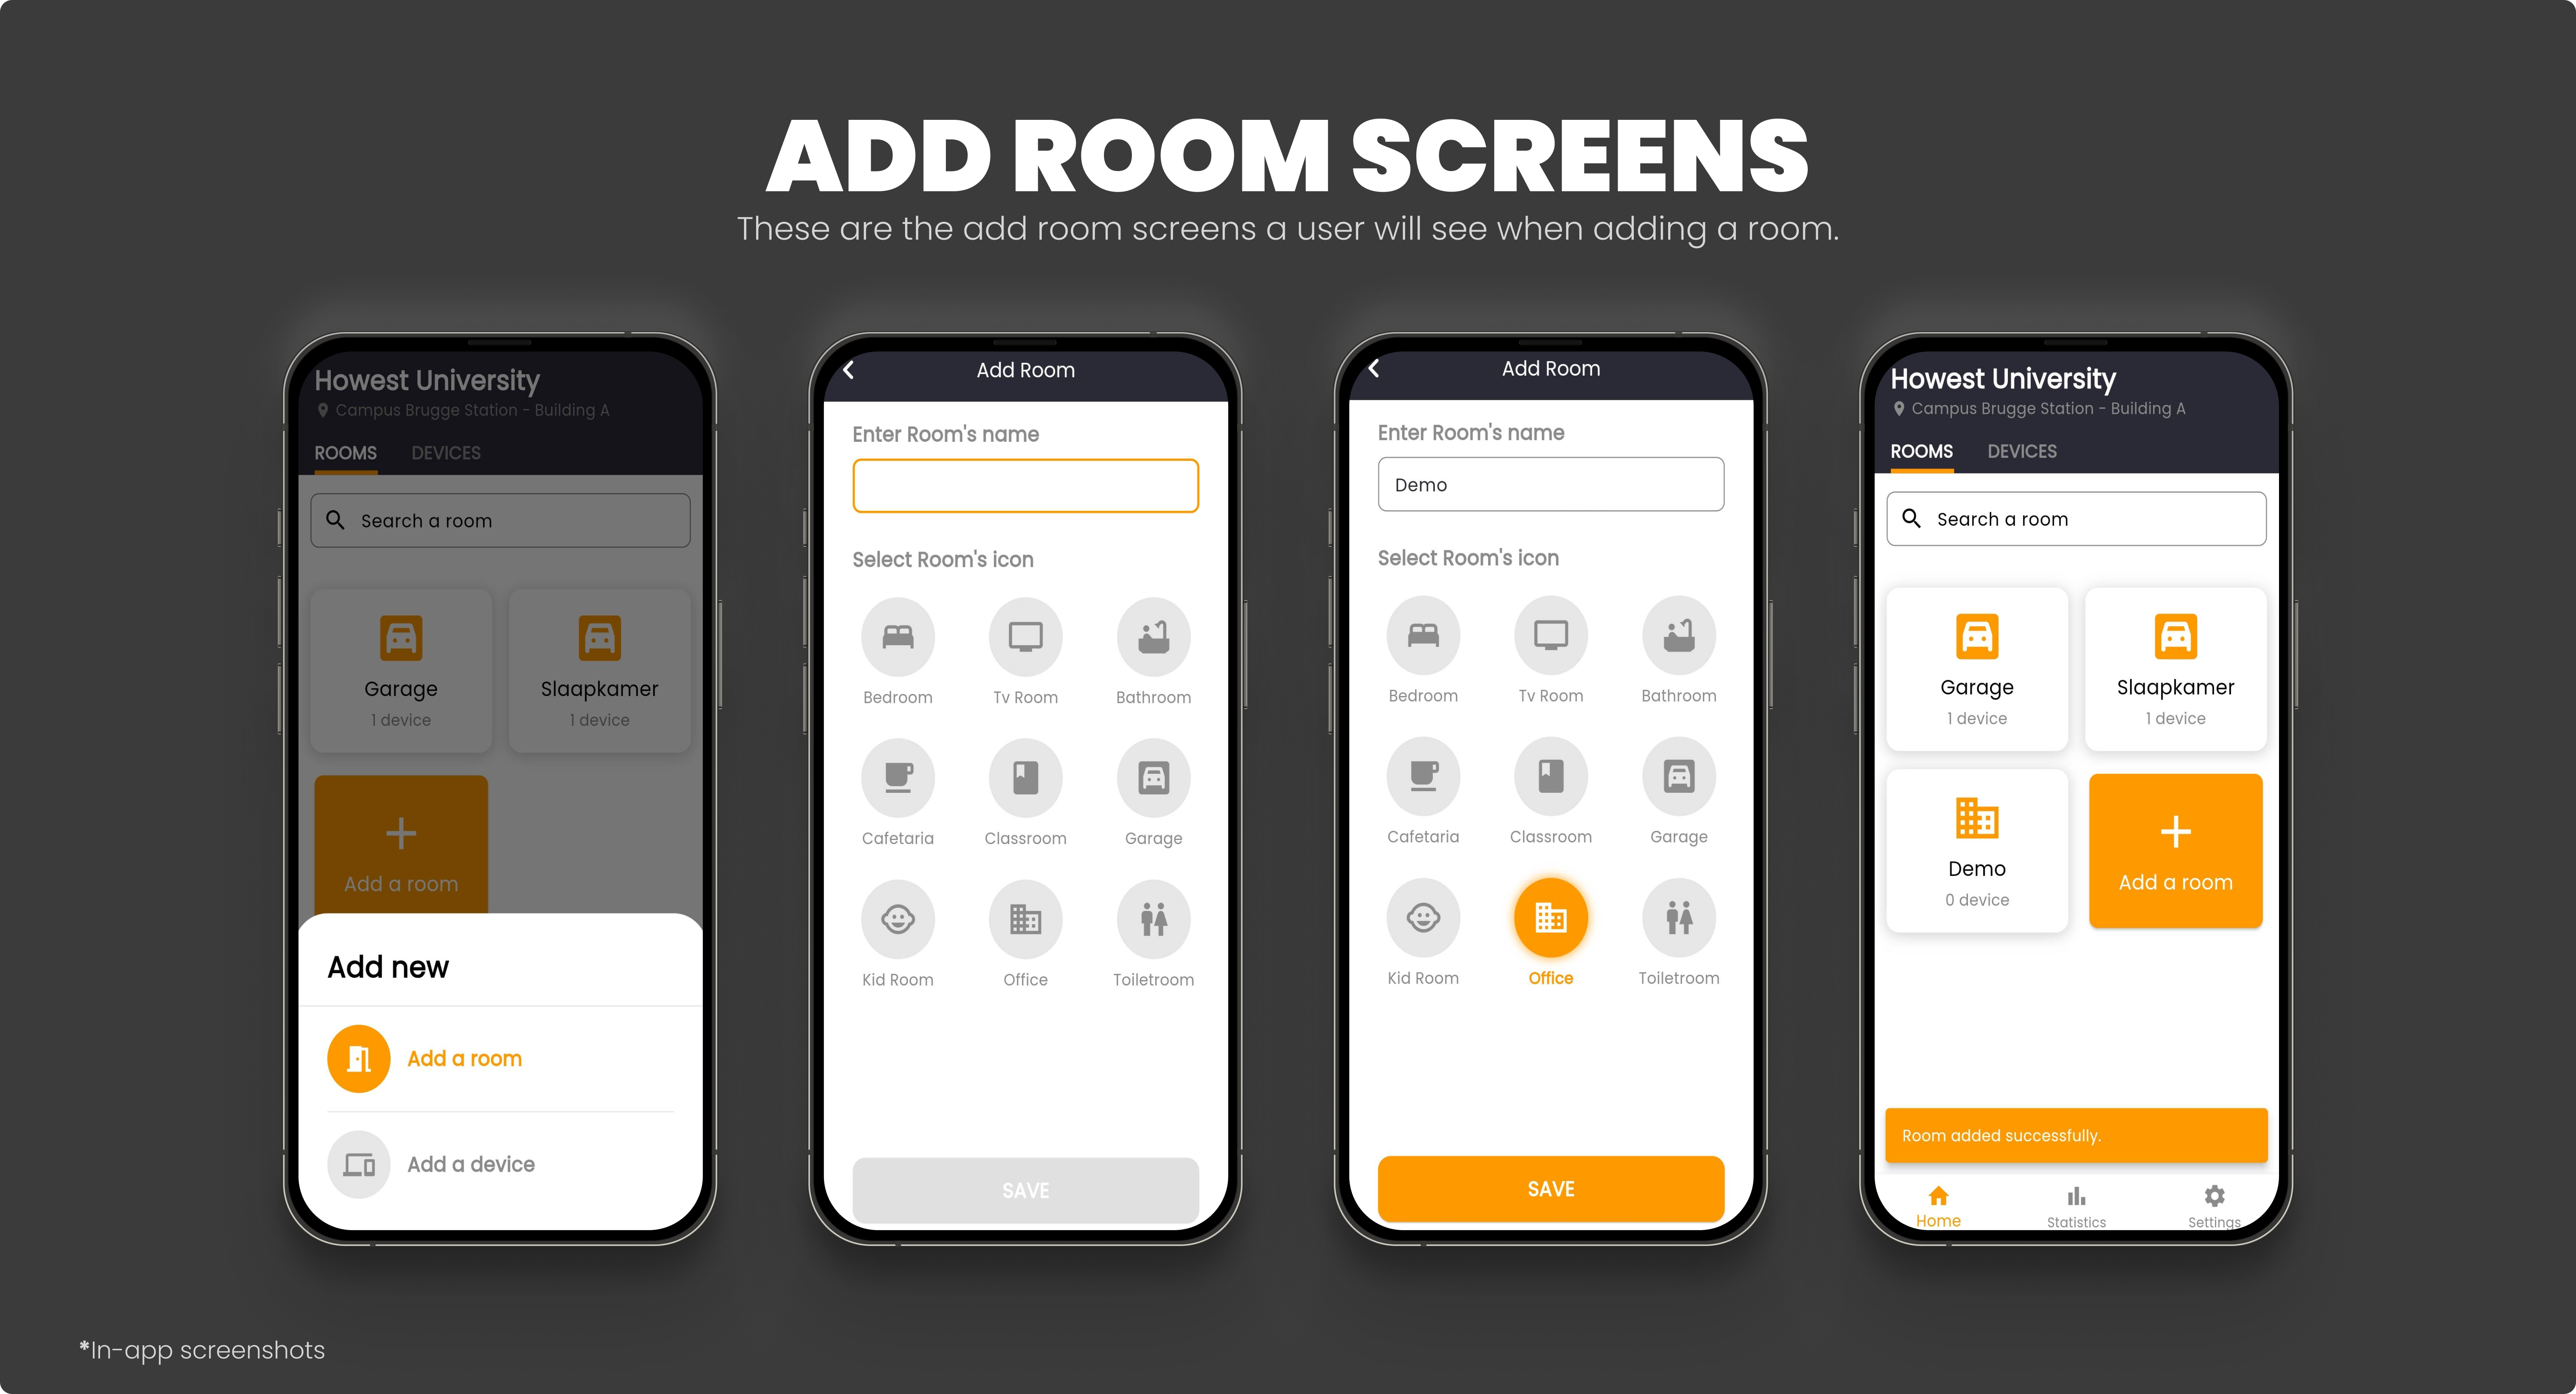 ADD ROOM SCREENS
These are the add room screens a user will see when adding a room.
Howest University
Campus Brugge Station - Building A
ROOMS DEVICES
Search a room
Garage Slaapkamer
1 device 1 device
Add a room
Add new
Add a room
Add a device
Add Room
Enter Room's name
Select Room's icon
Bedroom Tv Room Bathroom
Cafetaria Classroom Garage
Kid Room Office Toiletroom
SAVE
Add Room
Enter Room's name
Demo
Select Room's icon
Bedroom Tv Room Bathroom
Cafetaria Classroom Garage
Kid Room Office Toiletroom
SAVE
Howest University
Campus Brugge Station - Building A
ROOMS DEVICES
Search a room
Garage Slaapkamer
1 device 1 device
Demo Add a room
0 device
Room added successfully.
Home Statistics Settings
*In-app screenshots